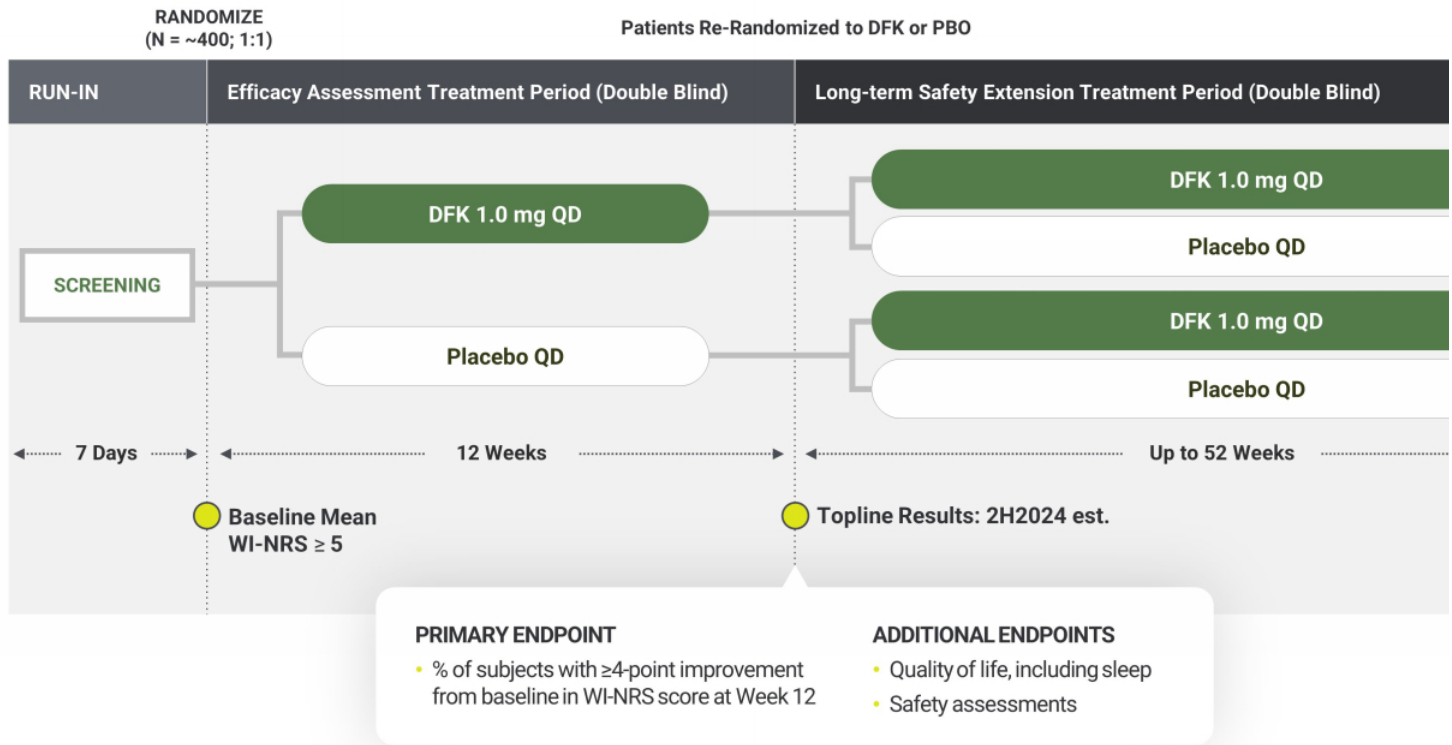 RANDOMIZE
(N = ~400; 1:1)
Patients Re-Randomized to DFK or PBO
RUN-IN
Efficacy Assessment Treatment Period (Double Blind)
Long-term Safety Extension Treatment Period (Double Blind)
DFK 1.0 mg QD
DFK 1.0 mg QD
Placebo QD
SCREENING
DFK 1.0 mg QD
Placebo QD
Placebo QD
7 Days
12 Weeks
Up to 52 Weeks
Baseline Mean
WI-NRS ≥ 5
Topline Results: 2H2024 est.
PRIMARY ENDPOINT
• % of subjects with ≥4-point improvement
from baseline in WI-NRS score at Week 12
ADDITIONAL ENDPOINTS
• Quality of life, including sleep
• Safety assessments